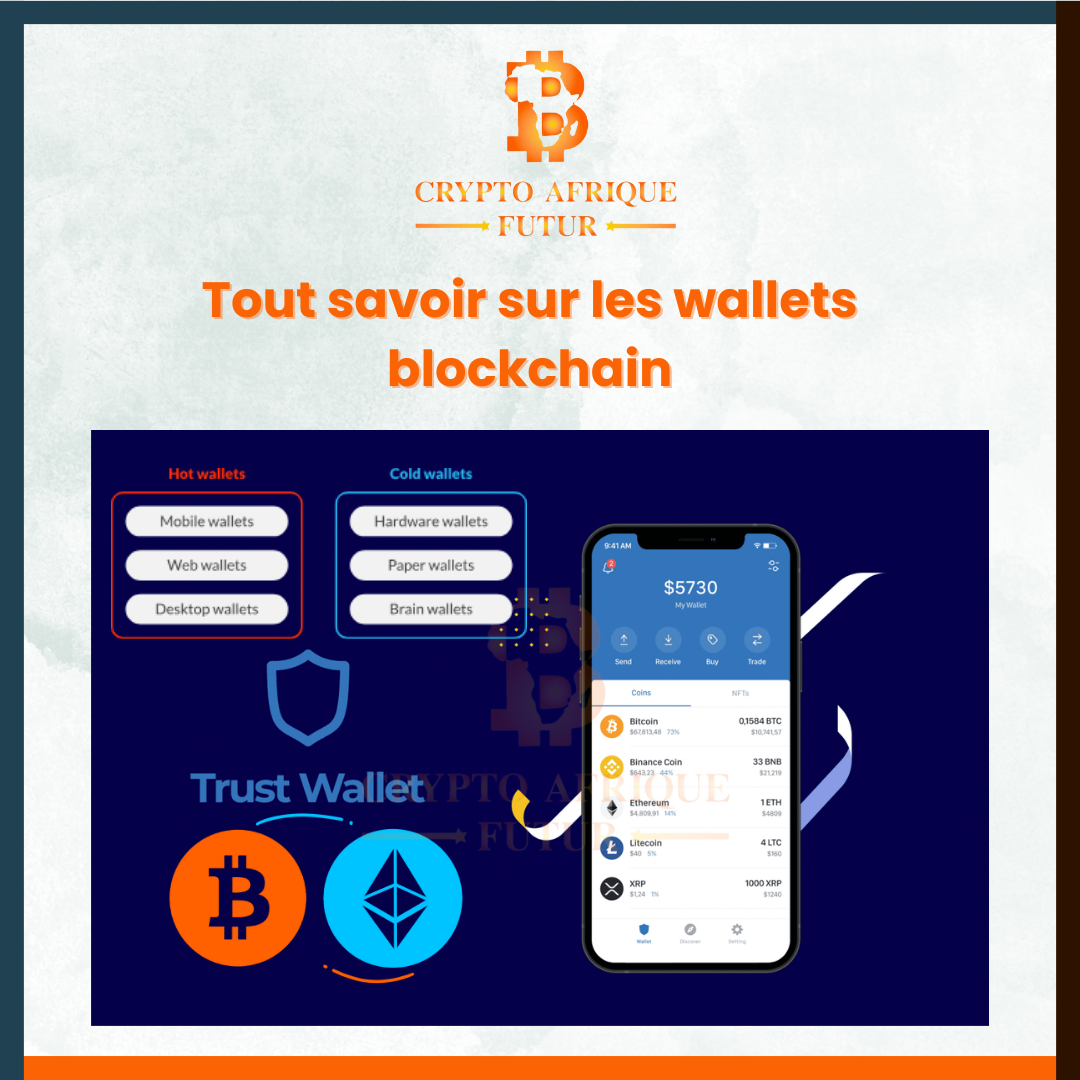 CRYPTO AFRIQUE
FUTUR
Tout savoir sur les wallets
blockchain
Hot wallets
Mobile wallets
Web wallets
Desktop wallets
Cold wallets
Hardware wallets
Paper wallets
Brain wallets
Trust Wallet
CRYPTO AFRIQUE
FUTUR
9:41 AM
2
$5730
My Wallet
Send Receive Buy Trade
Coins NFTs
Bitcoin 0,1584 BTC
$67,813,48 73% $10,741,57
Binance Coin 33 BNB
$643,23 44% $21,219
Ethereum 1 ETH
$4,809,91 14% $4809
Litecoin 4 LTC
$40 5% $160
XRP 1000 XRP
$1,24 1% $1240
Wallet Discover Setting